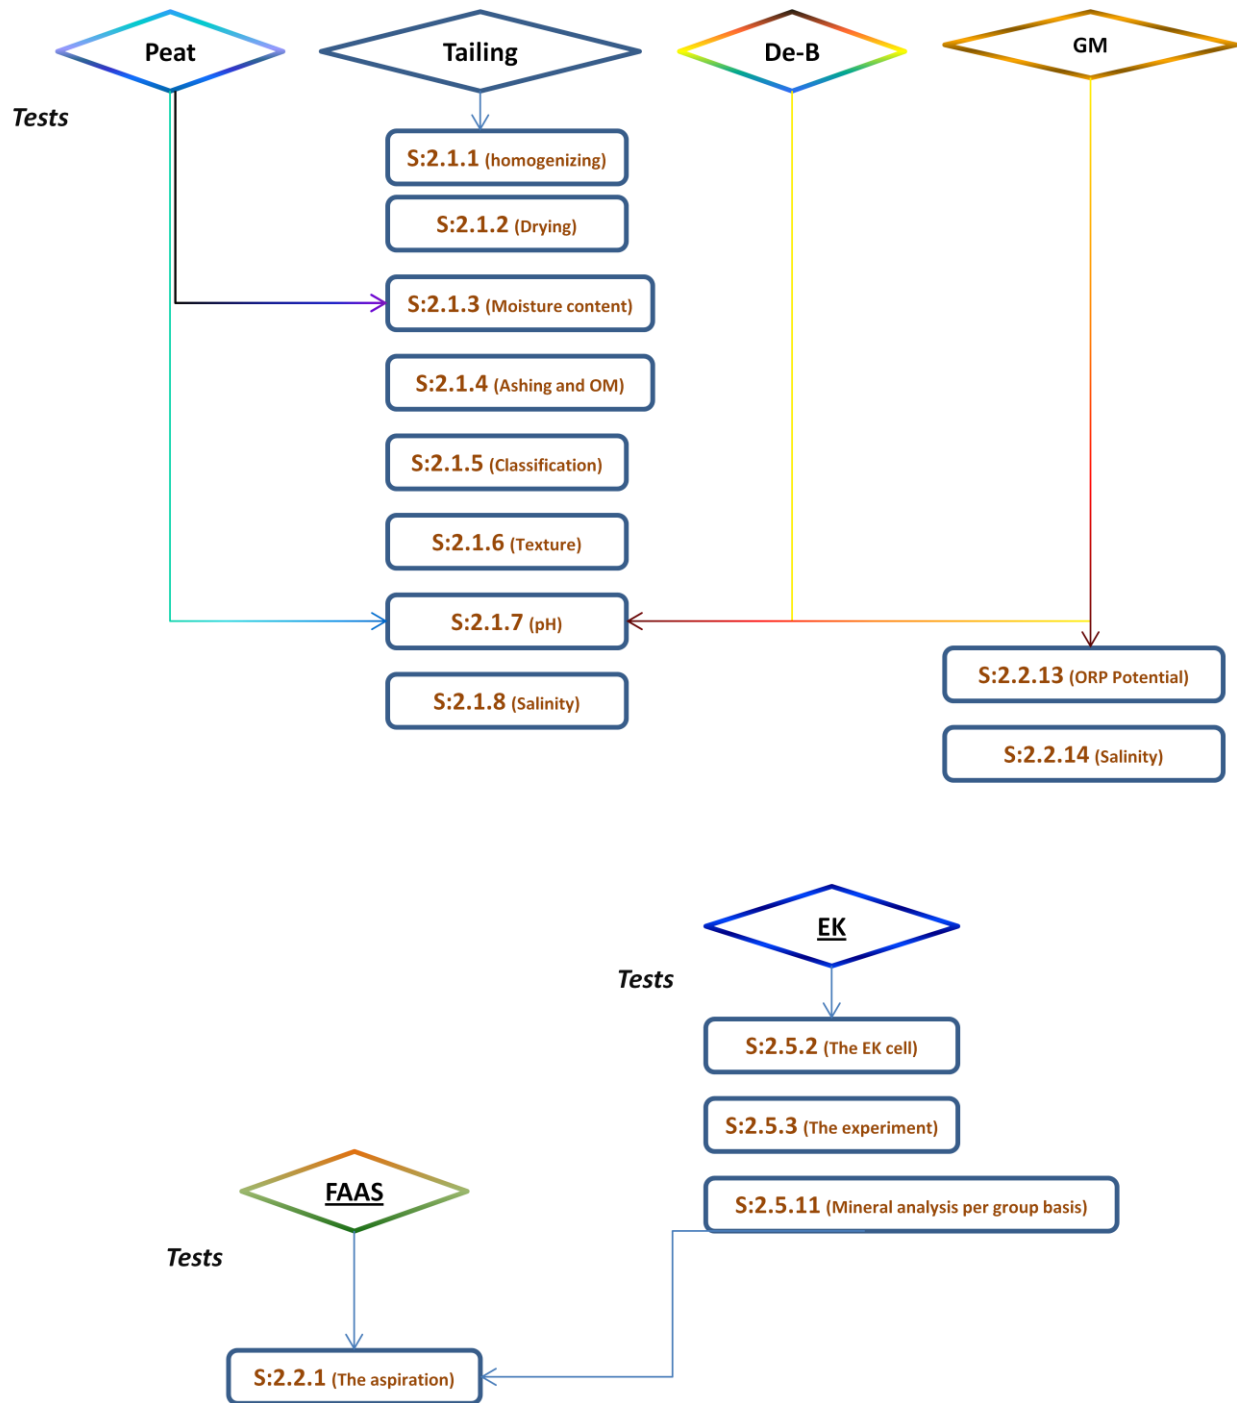 Peat
Tailing
De-B
GM
Tests
S:2.1.1 (homogenizing)
S:2.1.2 (Drying)
S:2.1.3 (Moisture content)
S:2.1.4 (Ashing and OM)
S:2.1.5 (Classification)
S:2.1.6 (Texture)
S:2.1.7 (pH)
S:2.2.13 (ORP Potential)
S:2.1.8 (Salinity)
S:2.2.14 (Salinity)
EK
Tests
S:2.5.2 (The EK cell)
S:2.5.3 (The experiment)
S:2.5.11 (Mineral analysis per group basis)
FAAS
Tests
S:2.2.1 (The aspiration)